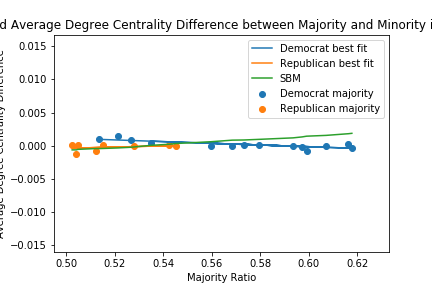 d Average Degree Centrality Difference between Majority and Minority i
Average Degree Centrality Difference
0.015
0.010
0.005
0.000
−0.005
−0.010
−0.015
Democrat best fit
Republican best fit
SBM
Democrat majority
Republican majority
0.50 0.52 0.54 0.56 0.58 0.60 0.62
Majority Ratio